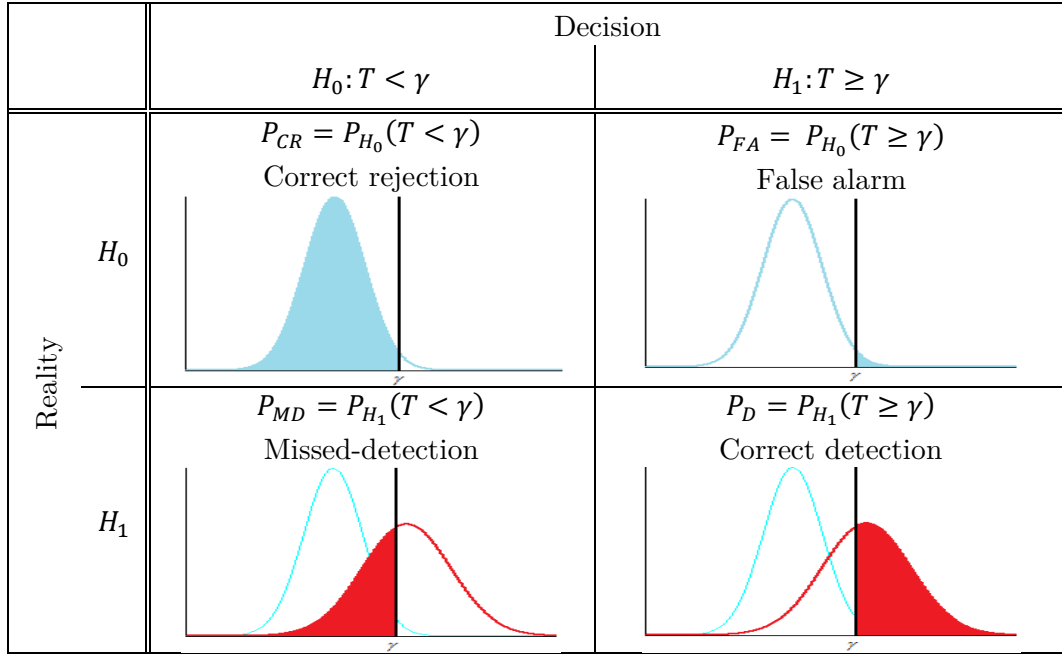 Decision
H₀: T < γ
H₁: T ≥ γ
P_CR = P_H₀(T < γ)
Correct rejection
γ
P_FA = P_H₀(T ≥ γ)
False alarm
γ
Reality
H₀
P_MD = P_H₁(T < γ)
Missed-detection
γ
P_D = P_H₁(T ≥ γ)
Correct detection
γ
H₁